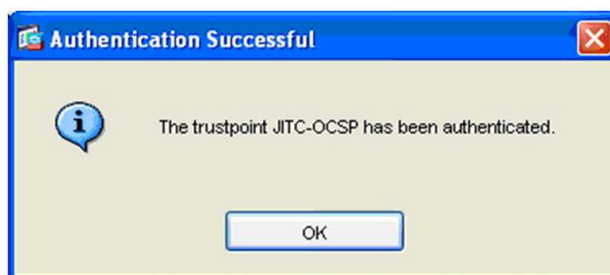 Authentication Successful
The trustpoint JITC-OCSP has been authenticated.
OK